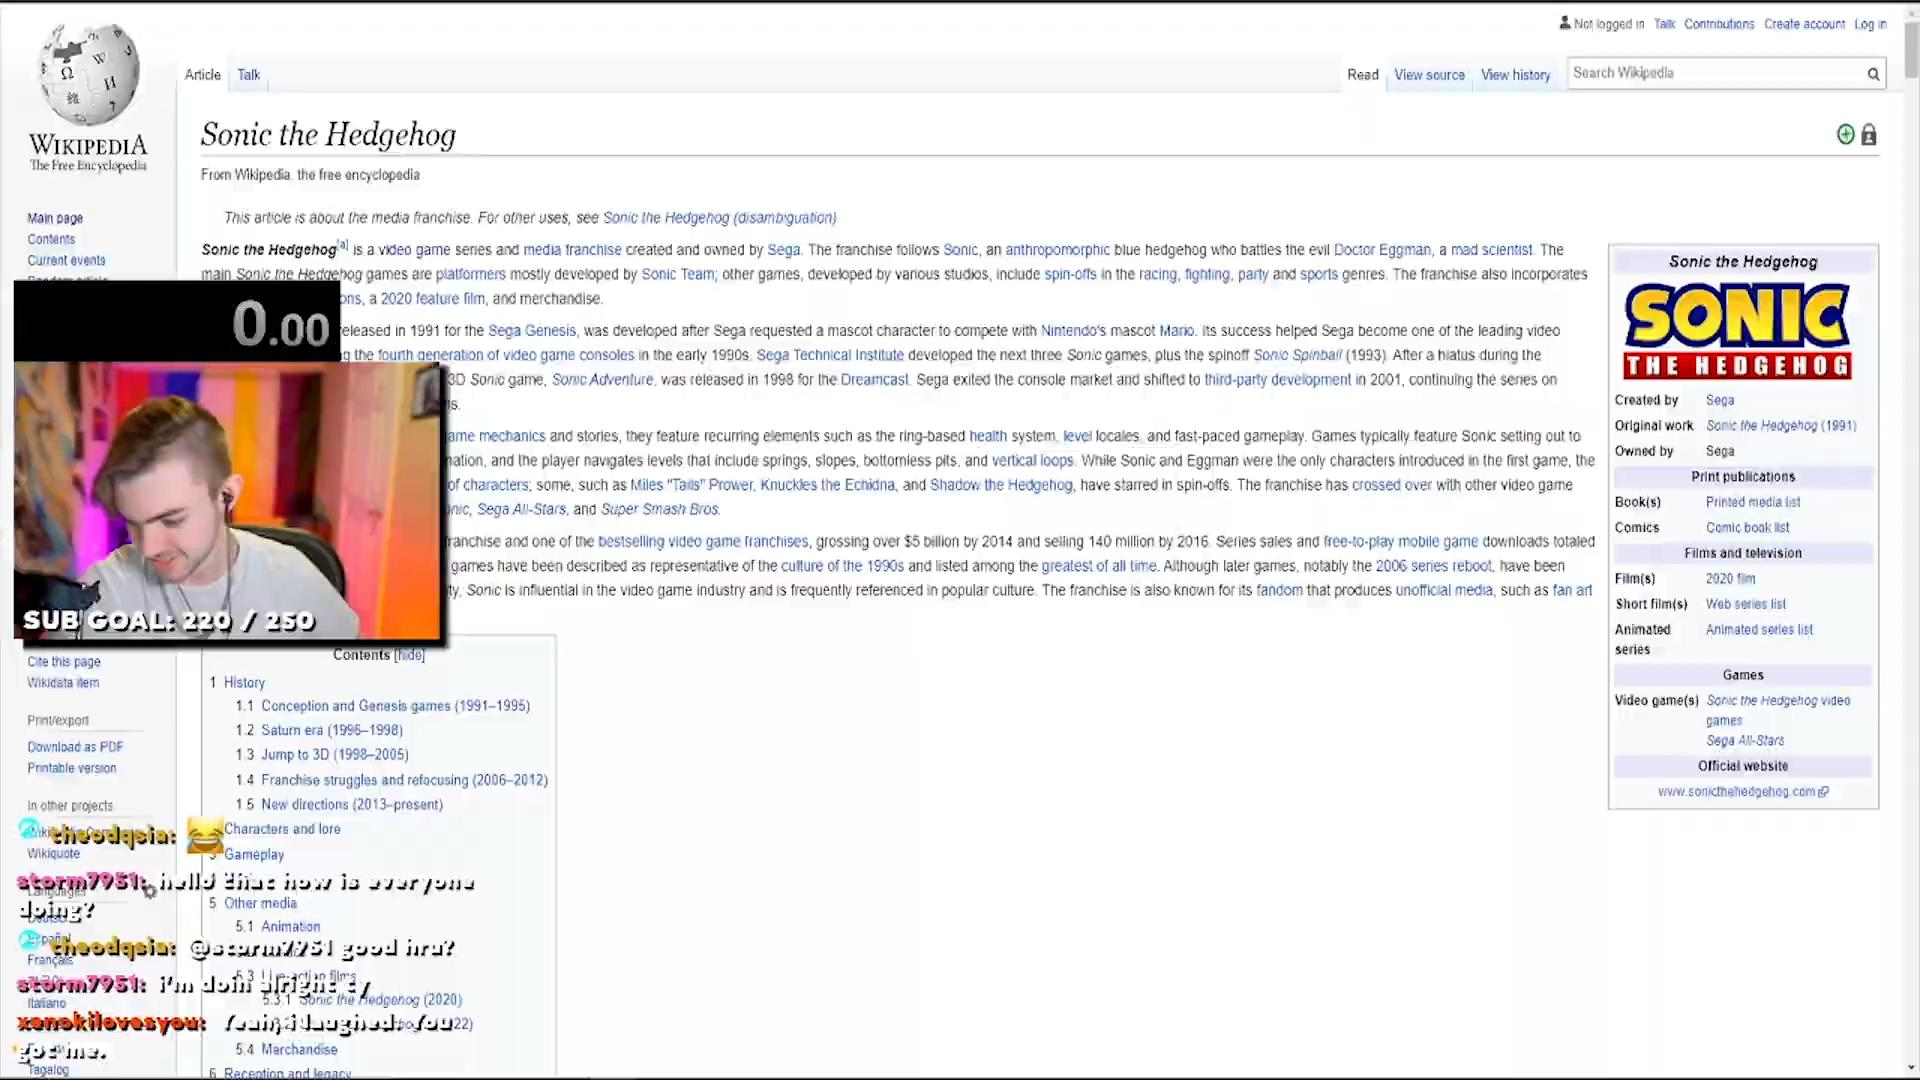 Not logged in Talk Contributions Create account Log in
Article Talk
Read View source View history Search Wikipedia
WIKIPEDIA
The Free Encyclopedia
Sonic the Hedgehog
From Wikipedia, the free encyclopedia
Main page
Contents
Current events
This article is about the media franchise. For other uses, see Sonic the Hedgehog (disambiguation)
Sonic the Hedgehog[a] is a video game series and media franchise created and owned by Sega. The franchise follows Sonic, an anthropomorphic blue hedgehog who battles the evil Doctor Eggman, a mad scientist. The
main Sonic the Hedgehog games are platformers mostly developed by Sonic Team; other games, developed by various studios, include spin-offs in the racing, fighting, party and sports genres. The franchise also incorporates
ons, a 2020 feature film, and merchandise.
released in 1991 for the Sega Genesis, was developed after Sega requested a mascot character to compete with Nintendo's mascot Mario. Its success helped Sega become one of the leading video
g the fourth generation of video game consoles in the early 1990s. Sega Technical Institute developed the next three Sonic games, plus the spinoff Sonic Spinball (1993). After a hiatus during the
3D Sonic game, Sonic Adventure, was released in 1998 for the Dreamcast. Sega exited the console market and shifted to third-party development in 2001, continuing the series on
ame mechanics and stories, they feature recurring elements such as the ring-based health system, level locales, and fast-paced gameplay. Games typically feature Sonic setting out to
nation, and the player navigates levels that include springs, slopes, bottomless pits, and vertical loops. While Sonic and Eggman were the only characters introduced in the first game, the
of characters; some, such as Miles "Tails" Prower, Knuckles the Echidna, and Shadow the Hedgehog, have starred in spin-offs. The franchise has crossed over with other video game
nic, Sega All-Stars, and Super Smash Bros.
ranchise and one of the bestselling video game franchises, grossing over $5 billion by 2014 and selling 140 million by 2016. Series sales and free-to-play mobile game downloads totaled
games have been described as representative of the culture of the 1990s and listed among the greatest of all time. Although later games, notably the 2006 series reboot, have been
ty, Sonic is influential in the video game industry and is frequently referenced in popular culture. The franchise is also known for its fandom that produces unofficial media, such as fan art
0.00
SUB GOAL: 220 / 250
Sonic the Hedgehog
SONIC
THE HEDGEHOG
Created by Sega
Original work Sonic the Hedgehog (1991)
Owned by Sega
Print publications
Book(s) Printed media list
Comics Comic book list
Films and television
Film(s) 2020 film
Short film(s) Web series list
Animated series Animated series list
Games
Video game(s) Sonic the Hedgehog video games
Sega All-Stars
Official website
www.sonicthehedgehog.com
Cite this page
Wikidata item
Print/export
Download as PDF
Printable version
In other projects
Wikiquote
Languages
Español
Français
Italiano
Tagalog
Contents [hide]
1 History
1.1 Conception and Genesis games (1991–1995)
1.2 Saturn era (1996–1998)
1.3 Jump to 3D (1998–2005)
1.4 Franchise struggles and refocusing (2006–2012)
1.5 New directions (2013–present)
Characters and lore
3 Gameplay
5 Other media
5.1 Animation
5.3 Live-action films
5.3.1 Sonic the Hedgehog (2020)
5.4 Merchandise
6 Reception and legacy
theodqsia: 😂
storm7951: hello chat how is everyone
doing?
theodqsia: @storm7951 good hru?
storm7951: i'm doin alright ty
xenokilovesyou: Yeah, i laughed. You
got me.